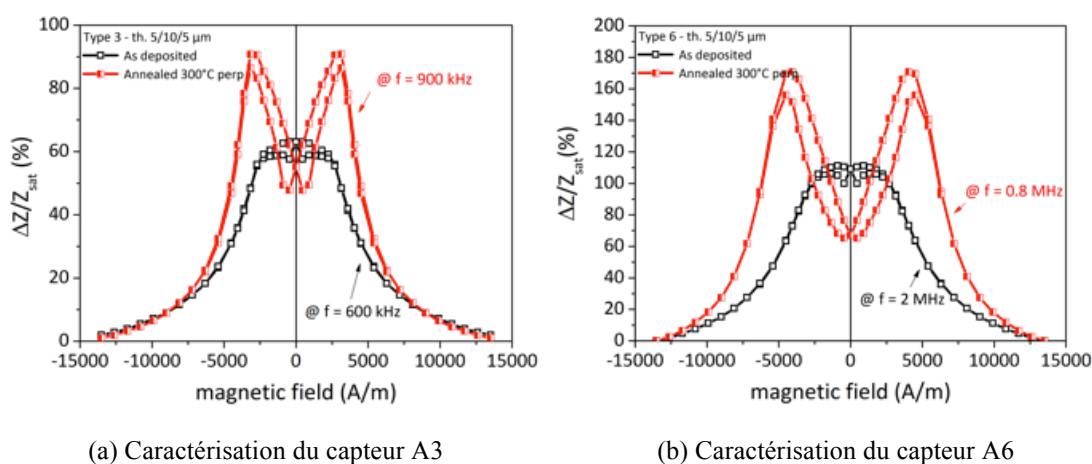 Type 3 - th. 5/10/5 µm
As deposited
Annealed 300°C perp
@ f = 900 kHz
@ f = 600 kHz
ΔZ/Z_sat (%)
100
80
60
40
20
0
-15000 -10000 -5000 0 5000 10000 15000
magnetic field (A/m)
(a) Caractérisation du capteur A3
Type 6 - th. 5/10/5 µm
As deposited
Annealed 300°C perp
@ f = 0.8 MHz
@ f = 2 MHz
ΔZ/Z_sat (%)
200
180
160
140
120
100
80
60
40
20
0
-15000 -10000 -5000 0 5000 10000 15000
magnetic field (A/m)
(b) Caractérisation du capteur A6